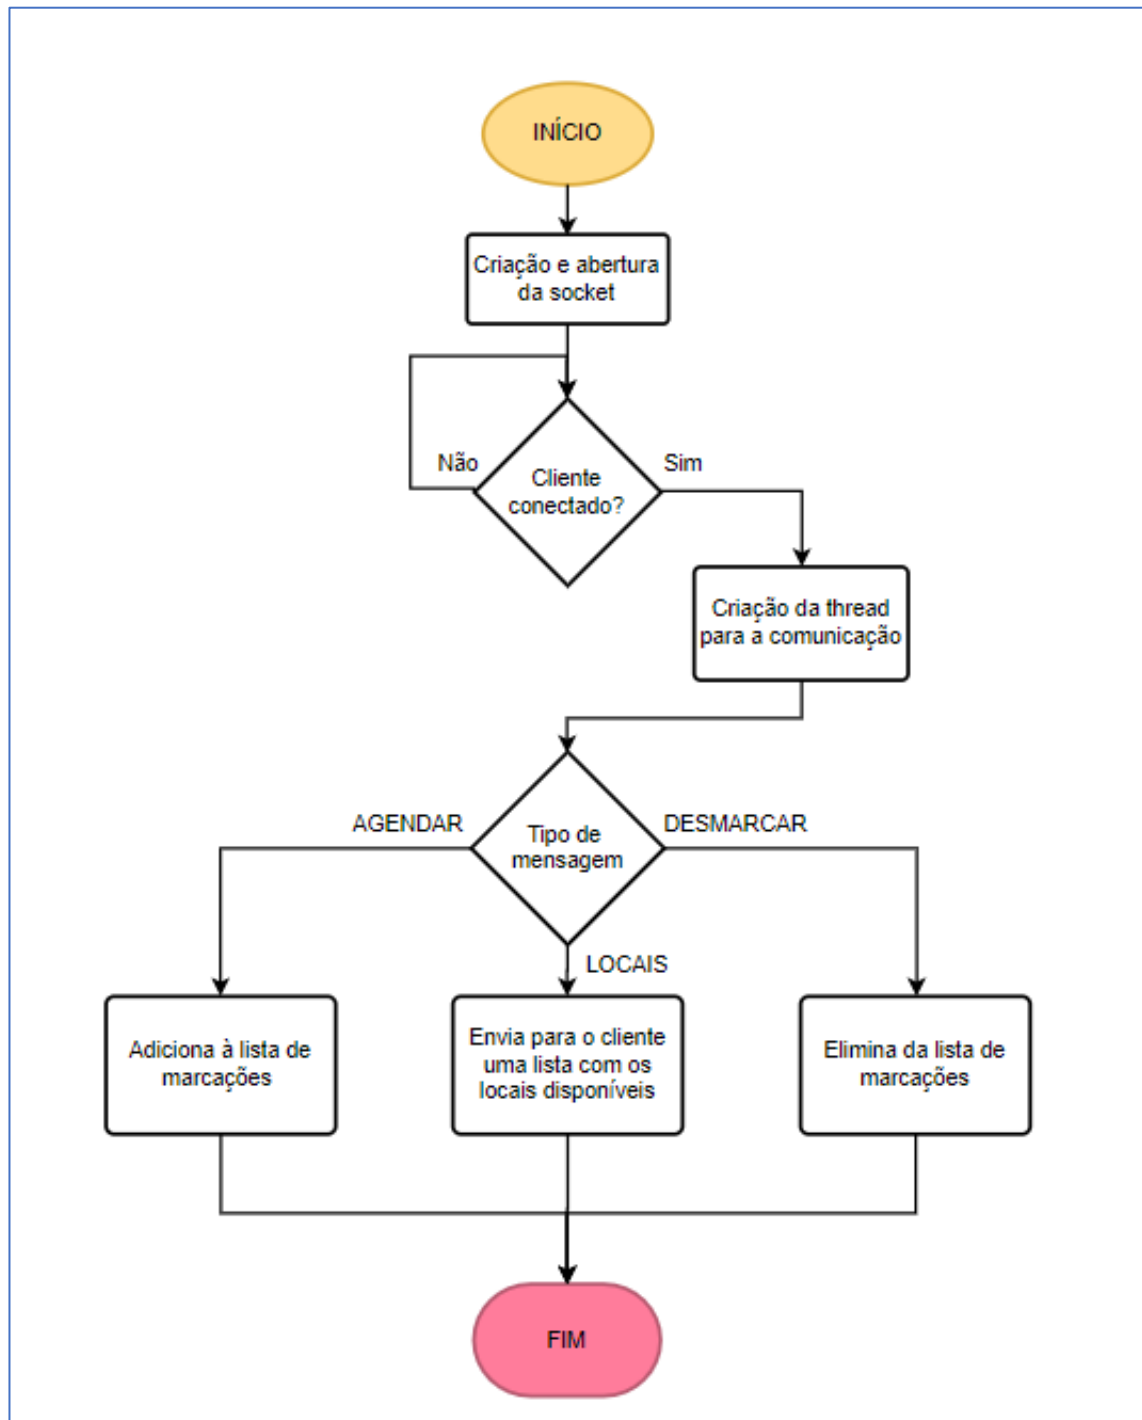 INÍCIO
Criação e abertura
da socket
Não
Sim
Cliente
conectado?
Criação da thread
para a comunicação
AGENDAR
DESMARCAR
Tipo de
mensagem
LOCAIS
Adiciona à lista de
marcações
Envia para o cliente
uma lista com os
locais disponíveis
Elimina da lista de
marcações
FIM